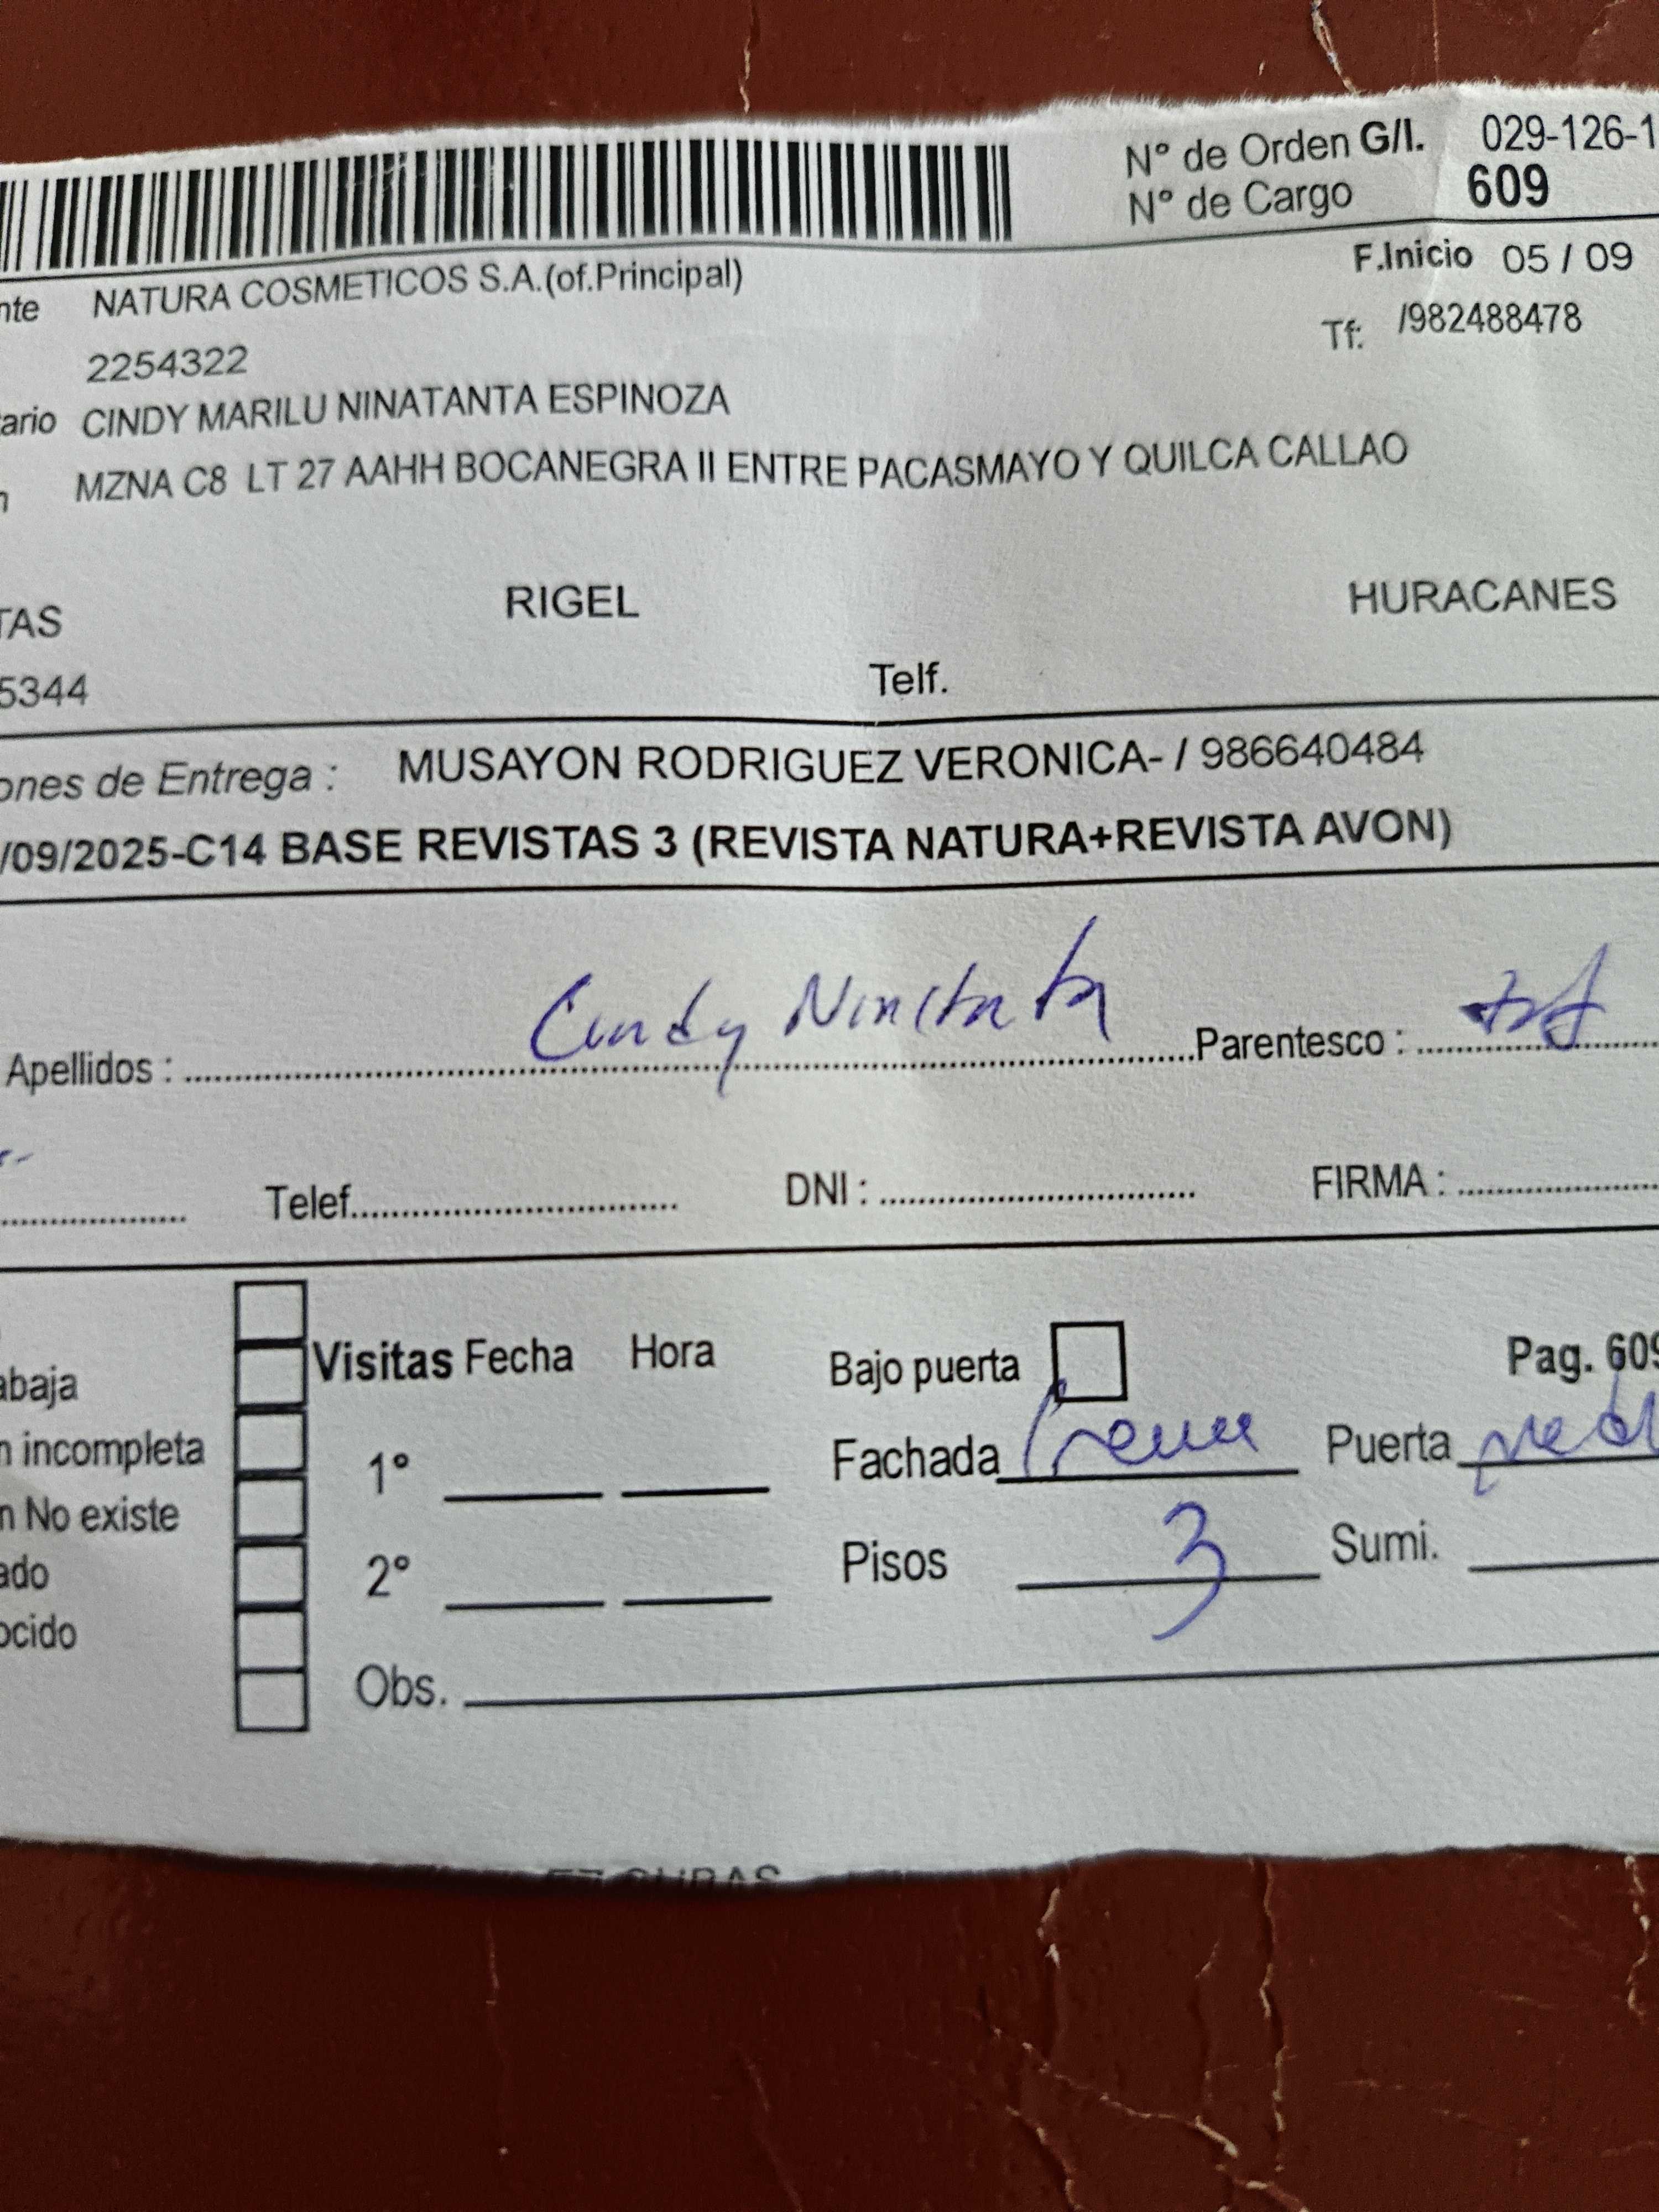 N° de Orden G/I. 029-126-1
N° de Cargo 609
F.Inicio 05 / 09
nte NATURA COSMETICOS S.A.(of.Principal)
Tf: /982488478
2254322
tario CINDY MARILU NINATANTA ESPINOZA
n MZNA C8 LT 27 AAHH BOCANEGRA II ENTRE PACASMAYO Y QUILCA CALLAO
TAS RIGEL HURACANES
5344 Telf.
ones de Entrega : MUSAYON RODRIGUEZ VERONICA- / 986640484
/09/2025-C14 BASE REVISTAS 3 (REVISTA NATURA+REVISTA AVON)
Apellidos : Cindy Parentesco : tit
Telef. DNI : FIRMA :
Visitas Fecha Hora Bajo puerta Pag. 609
abaja
n incompleta 1° Fachada Crema Puerta
n No existe
ado 2° Pisos 3 Sumi.
ocido
Obs.